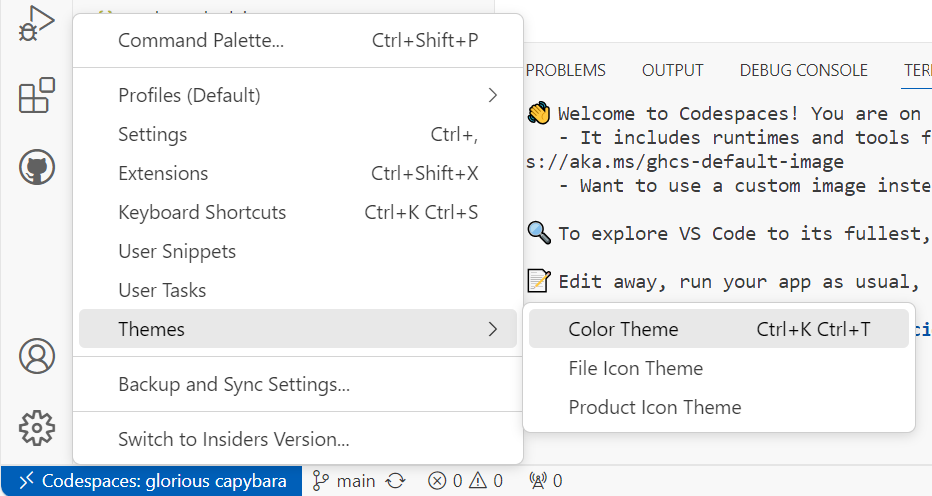 Command Palette... Ctrl+Shift+P
Profiles (Default)
Settings Ctrl+,
Extensions Ctrl+Shift+X
Keyboard Shortcuts Ctrl+K Ctrl+S
User Snippets
User Tasks
Themes
Backup and Sync Settings...
Switch to Insiders Version...
Color Theme Ctrl+K Ctrl+T
File Icon Theme
Product Icon Theme
PROBLEMS OUTPUT DEBUG CONSOLE
👋 Welcome to Codespaces! You are on
- It includes runtimes and tools
s://aka.ms/ghcs-default-image
- Want to use a custom image
🔍 To explore VS Code to its fullest,
📝 Edit away, run your app as usual,
Codespaces: glorious capybara main 0 0 0